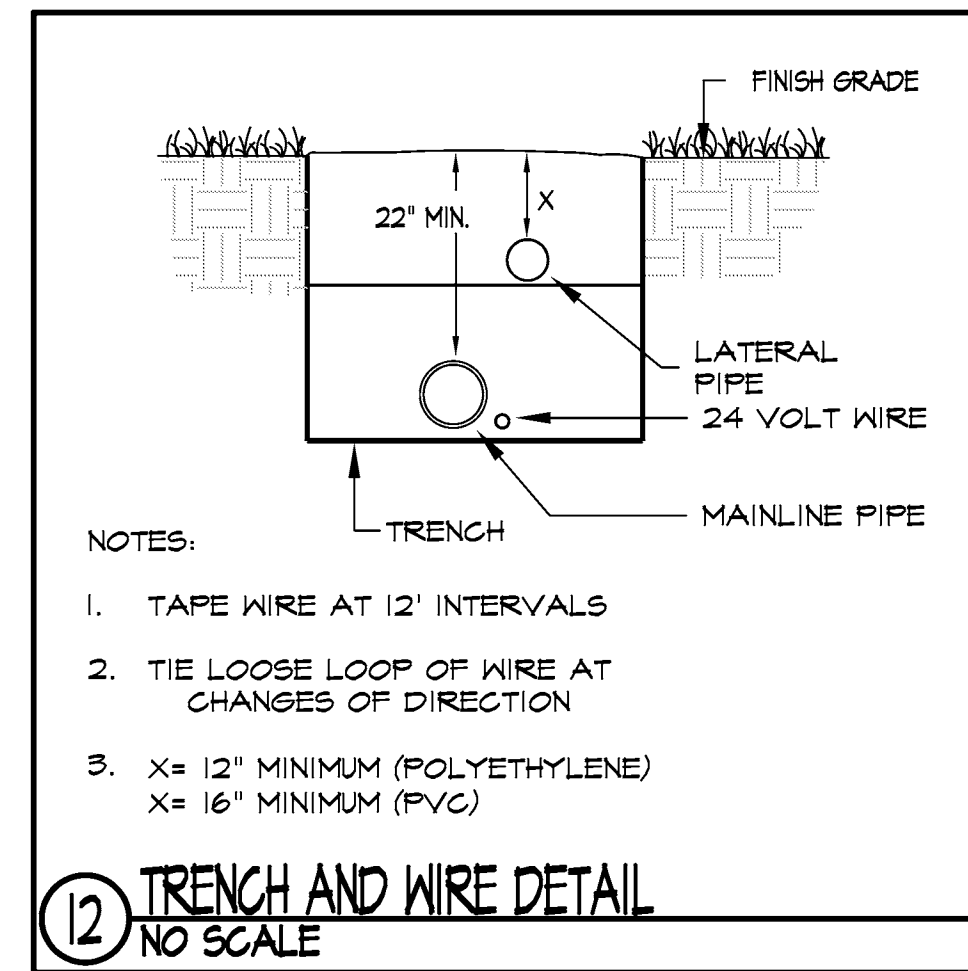 FINISH GRADE
22" MIN.
X
LATERAL
PIPE
24 VOLT WIRE
MAINLINE PIPE
TRENCH
NOTES:
1. TAPE WIRE AT 12' INTERVALS
2. TIE LOOSE LOOP OF WIRE AT
CHANGES OF DIRECTION
3. X= 12" MINIMUM (POLYETHYLENE)
X= 16" MINIMUM (PVC)
12 TRENCH AND WIRE DETAIL
NO SCALE